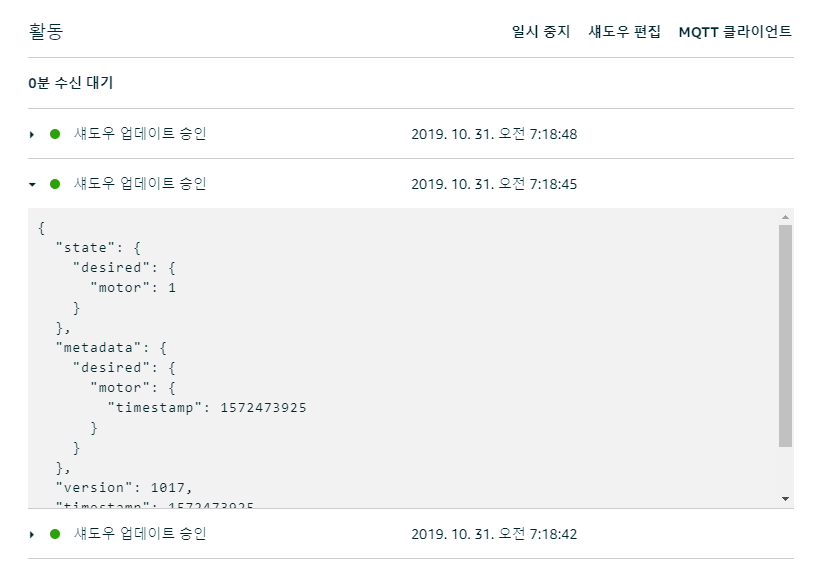 활동
일시 중지 섀도우 편집 MQTT 클라이언트
0분 수신 대기
섀도우 업데이트 승인 2019. 10. 31. 오전 7:18:48
섀도우 업데이트 승인 2019. 10. 31. 오전 7:18:45
{
  "state": {
    "desired": {
      "motor": 1
    }
  },
  "metadata": {
    "desired": {
      "motor": {
        "timestamp": 1572473925
      }
    }
  },
  "version": 1017,
  "timestamp": 1572473925
섀도우 업데이트 승인 2019. 10. 31. 오전 7:18:42